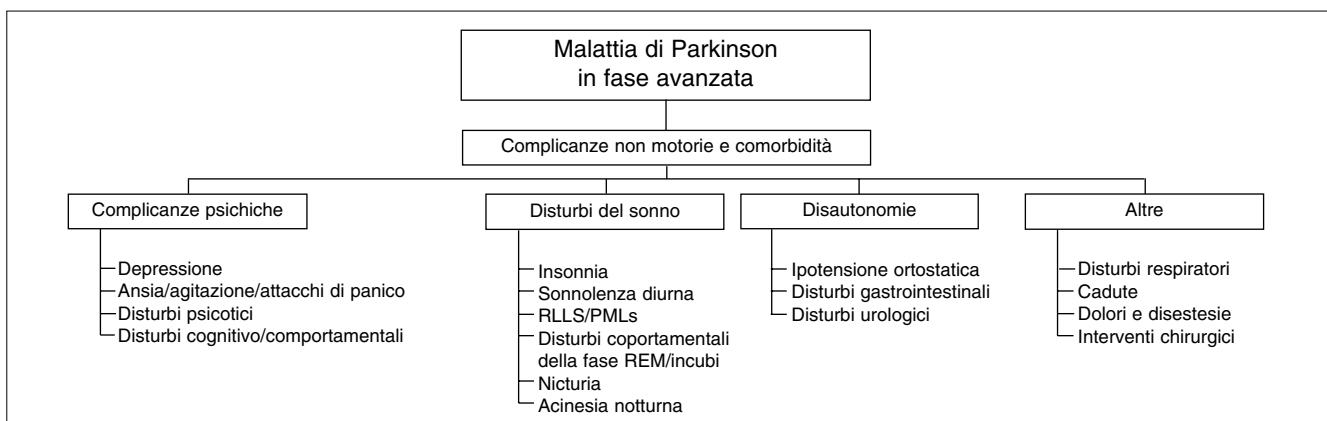 Malattia di Parkinson
in fase avanzata
Complicanze non motorie e comorbidità
Complicanze psichiche
Depressione
Ansia/agitazione/attacchi di panico
Disturbi psicotici
Disturbi cognitivo/comportamentali
Disturbi del sonno
Insonnia
Sonnolenza diurna
RLLS/PMLs
Disturbi coportamentali
della fase REM/incubi
Nicturia
Acinesia notturna
Disautonomie
Ipotensione ortostatica
Disturbi gastrointestinali
Disturbi urologici
Altre
Disturbi respiratori
Cadute
Dolori e disestesie
Interventi chirurgici